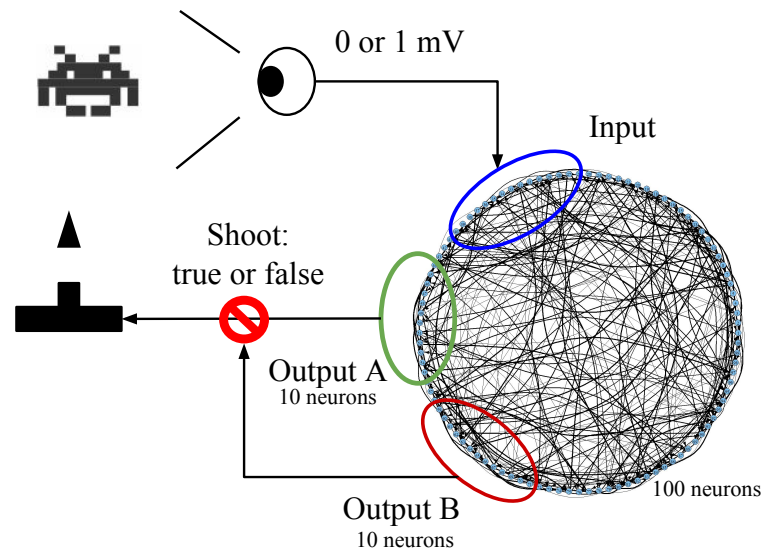 0 or 1 mV
Input
Shoot:
true or false
Output A
10 neurons
100 neurons
Output B
10 neurons